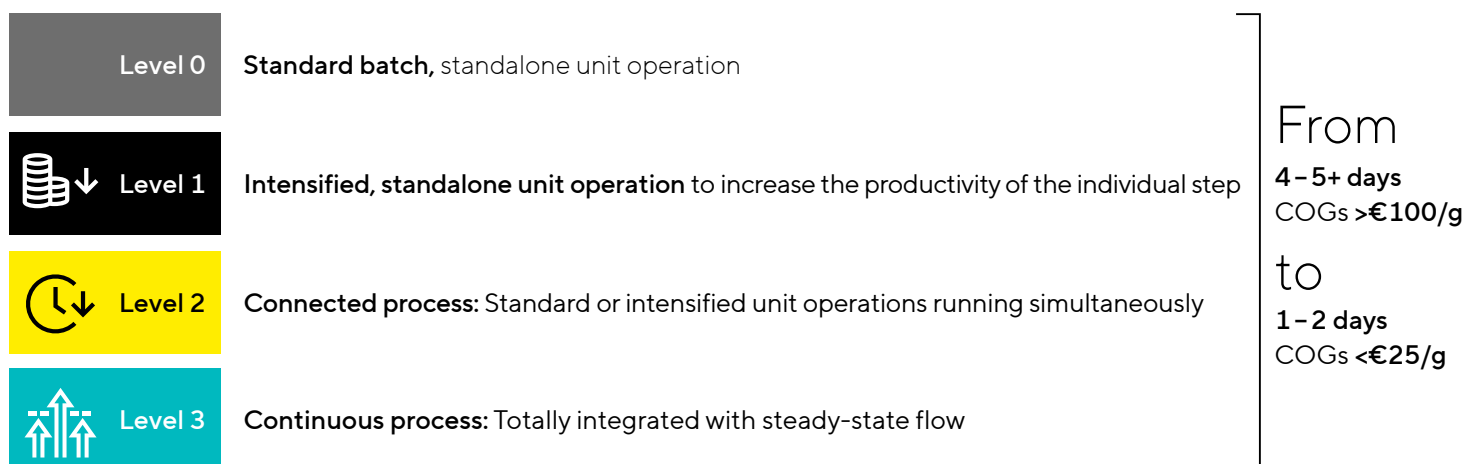 Level 0
Standard batch, standalone unit operation
Level 1
Intensified, standalone unit operation to increase the productivity of the individual step
Level 2
Connected process: Standard or intensified unit operations running simultaneously
Level 3
Continuous process: Totally integrated with steady-state flow
From
4–5+ days
COGs >€100/g
to
1–2 days
COGs <€25/g